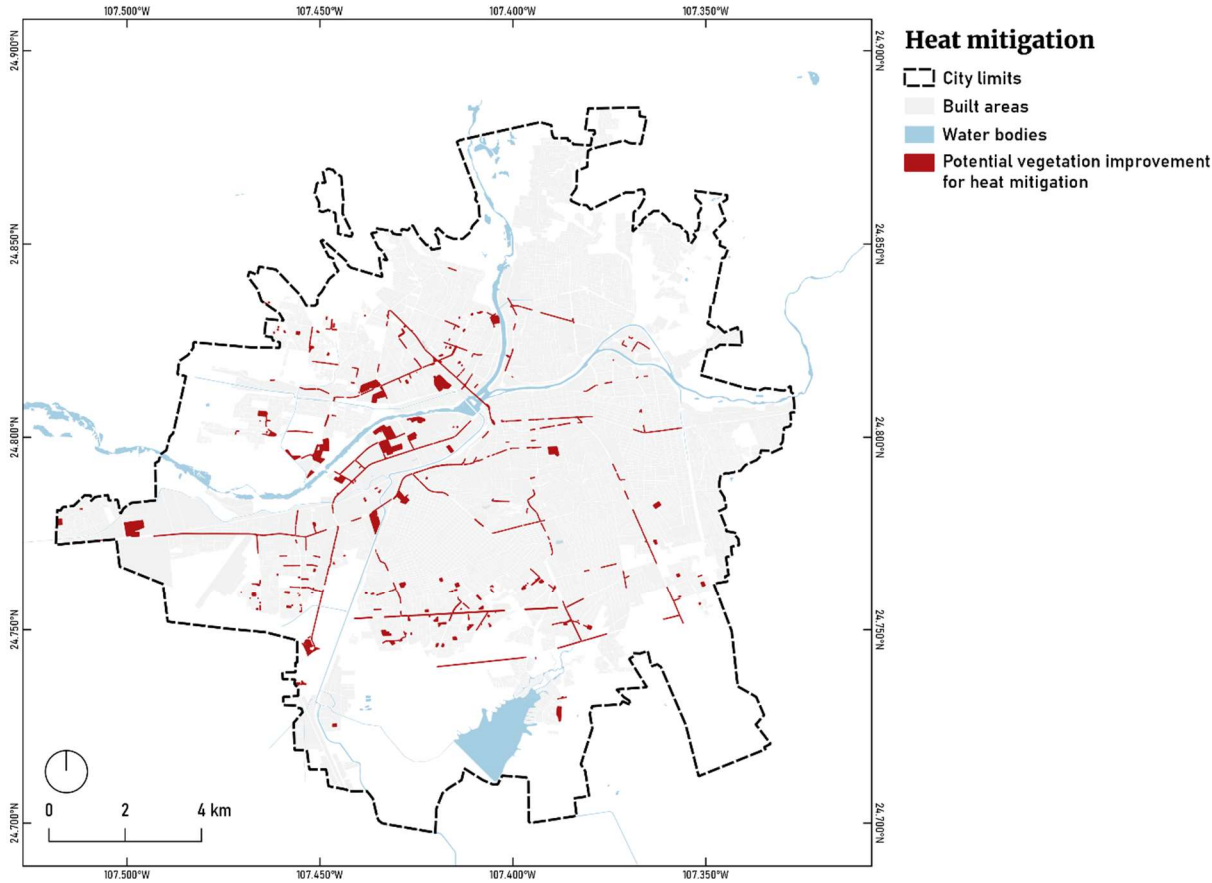 107.500°W 107.450°W 107.400°W 107.350°W
24.900°N 24.900°N
24.850°N 24.850°N
24.800°N 24.800°N
24.750°N 24.750°N
24.700°N 24.700°N
0 2 4 km
107.500°W 107.450°W 107.400°W 107.350°W
Heat mitigation
City limits
Built areas
Water bodies
Potential vegetation improvement
for heat mitigation